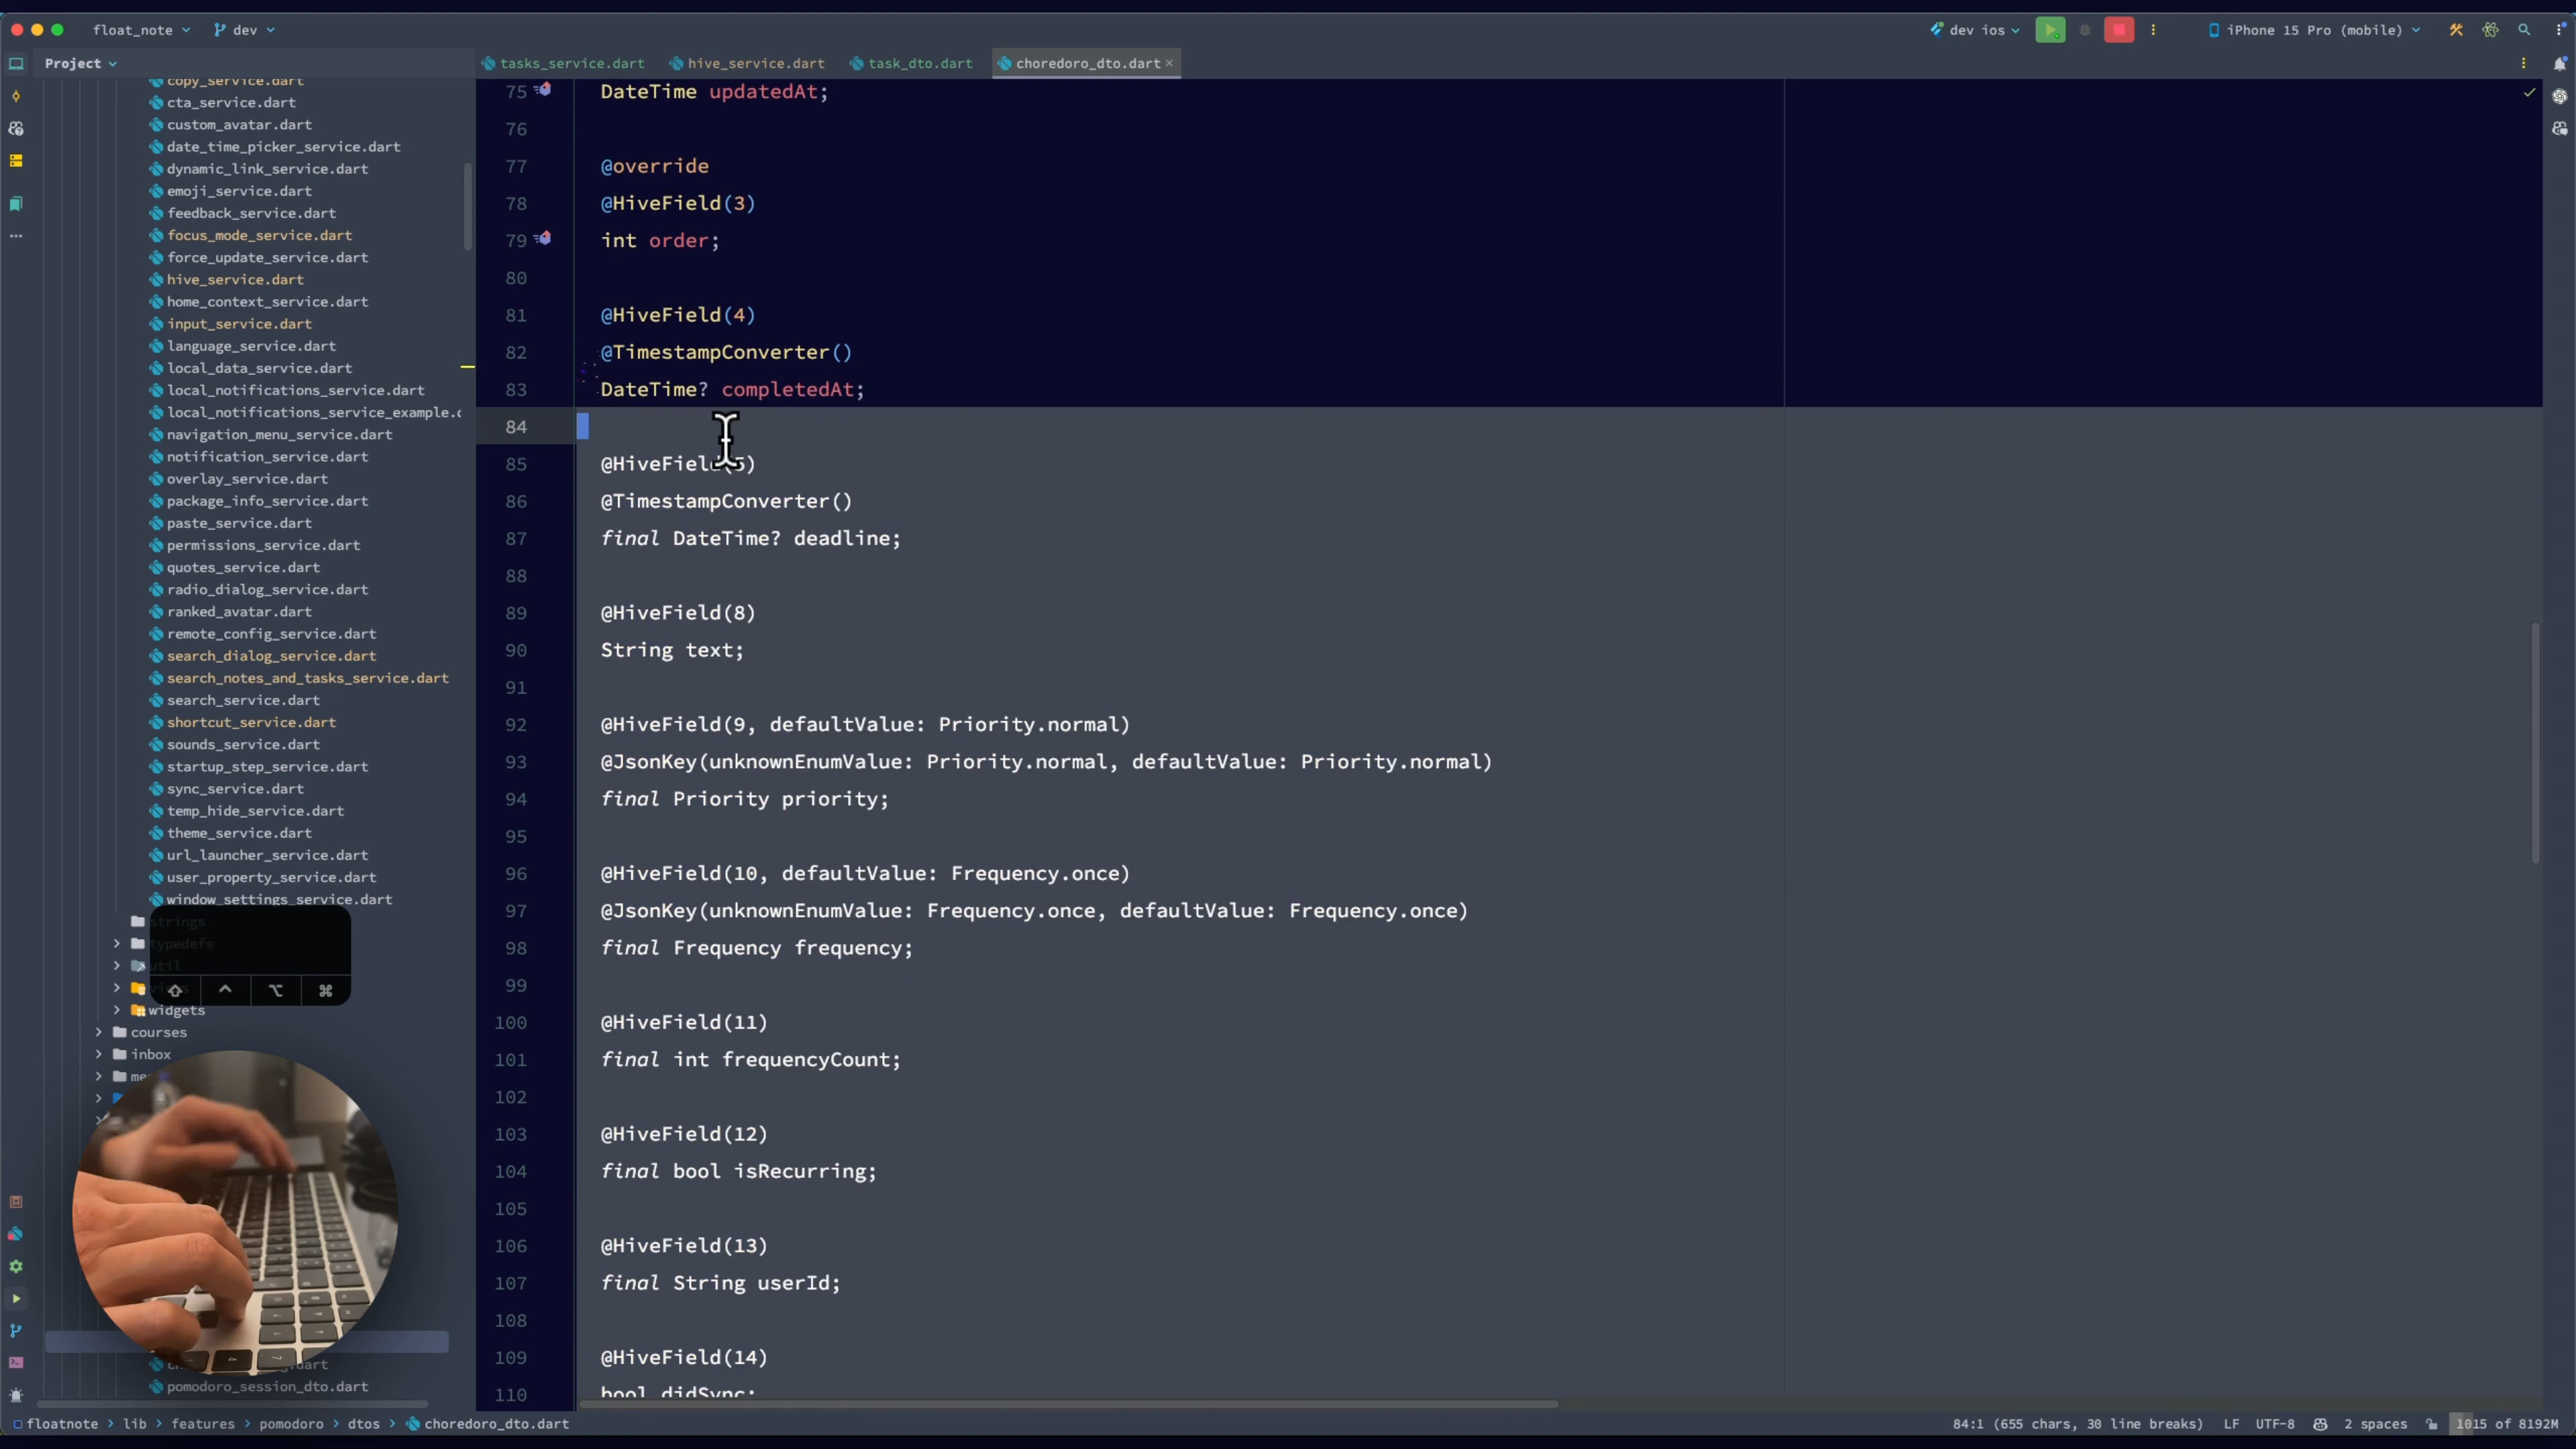 float_note
dev
dev ios
iPhone 15 Pro (mobile)
Project
tasks_service.dart
hive_service.dart
task_dto.dart
choredoro_dto.dart
copy_service.dart
cta_service.dart
custom_avatar.dart
date_time_picker_service.dart
dynamic_link_service.dart
emoji_service.dart
feedback_service.dart
focus_mode_service.dart
force_update_service.dart
hive_service.dart
home_context_service.dart
input_service.dart
language_service.dart
local_data_service.dart
local_notifications_service.dart
local_notifications_service_example.c
navigation_menu_service.dart
notification_service.dart
overlay_service.dart
package_info_service.dart
paste_service.dart
permissions_service.dart
quotes_service.dart
radio_dialog_service.dart
ranked_avatar.dart
remote_config_service.dart
search_dialog_service.dart
search_notes_and_tasks_service.dart
search_service.dart
shortcut_service.dart
sounds_service.dart
startup_step_service.dart
sync_service.dart
temp_hide_service.dart
theme_service.dart
url_launcher_service.dart
user_property_service.dart
window_settings_service.dart
strings
typedefs
util
widgets
courses
inbox
pomodoro_session_dto.dart
75 DateTime updatedAt;
76
77 @override
78 @HiveField(3)
79 int order;
80
81 @HiveField(4)
82 @TimestampConverter()
83 DateTime? completedAt;
84
85 @HiveField(5)
86 @TimestampConverter()
87 final DateTime? deadline;
88
89 @HiveField(8)
90 String text;
91
92 @HiveField(9, defaultValue: Priority.normal)
93 @JsonKey(unknownEnumValue: Priority.normal, defaultValue: Priority.normal)
94 final Priority priority;
95
96 @HiveField(10, defaultValue: Frequency.once)
97 @JsonKey(unknownEnumValue: Frequency.once, defaultValue: Frequency.once)
98 final Frequency frequency;
99
100 @HiveField(11)
101 final int frequencyCount;
102
103 @HiveField(12)
104 final bool isRecurring;
105
106 @HiveField(13)
107 final String userId;
108
109 @HiveField(14)
110 bool didSync;
floatnote > lib > features > pomodoro > dtos > choredoro_dto.dart
84:1 (655 chars, 30 line breaks) LF UTF-8 2 spaces 1015 of 8192M